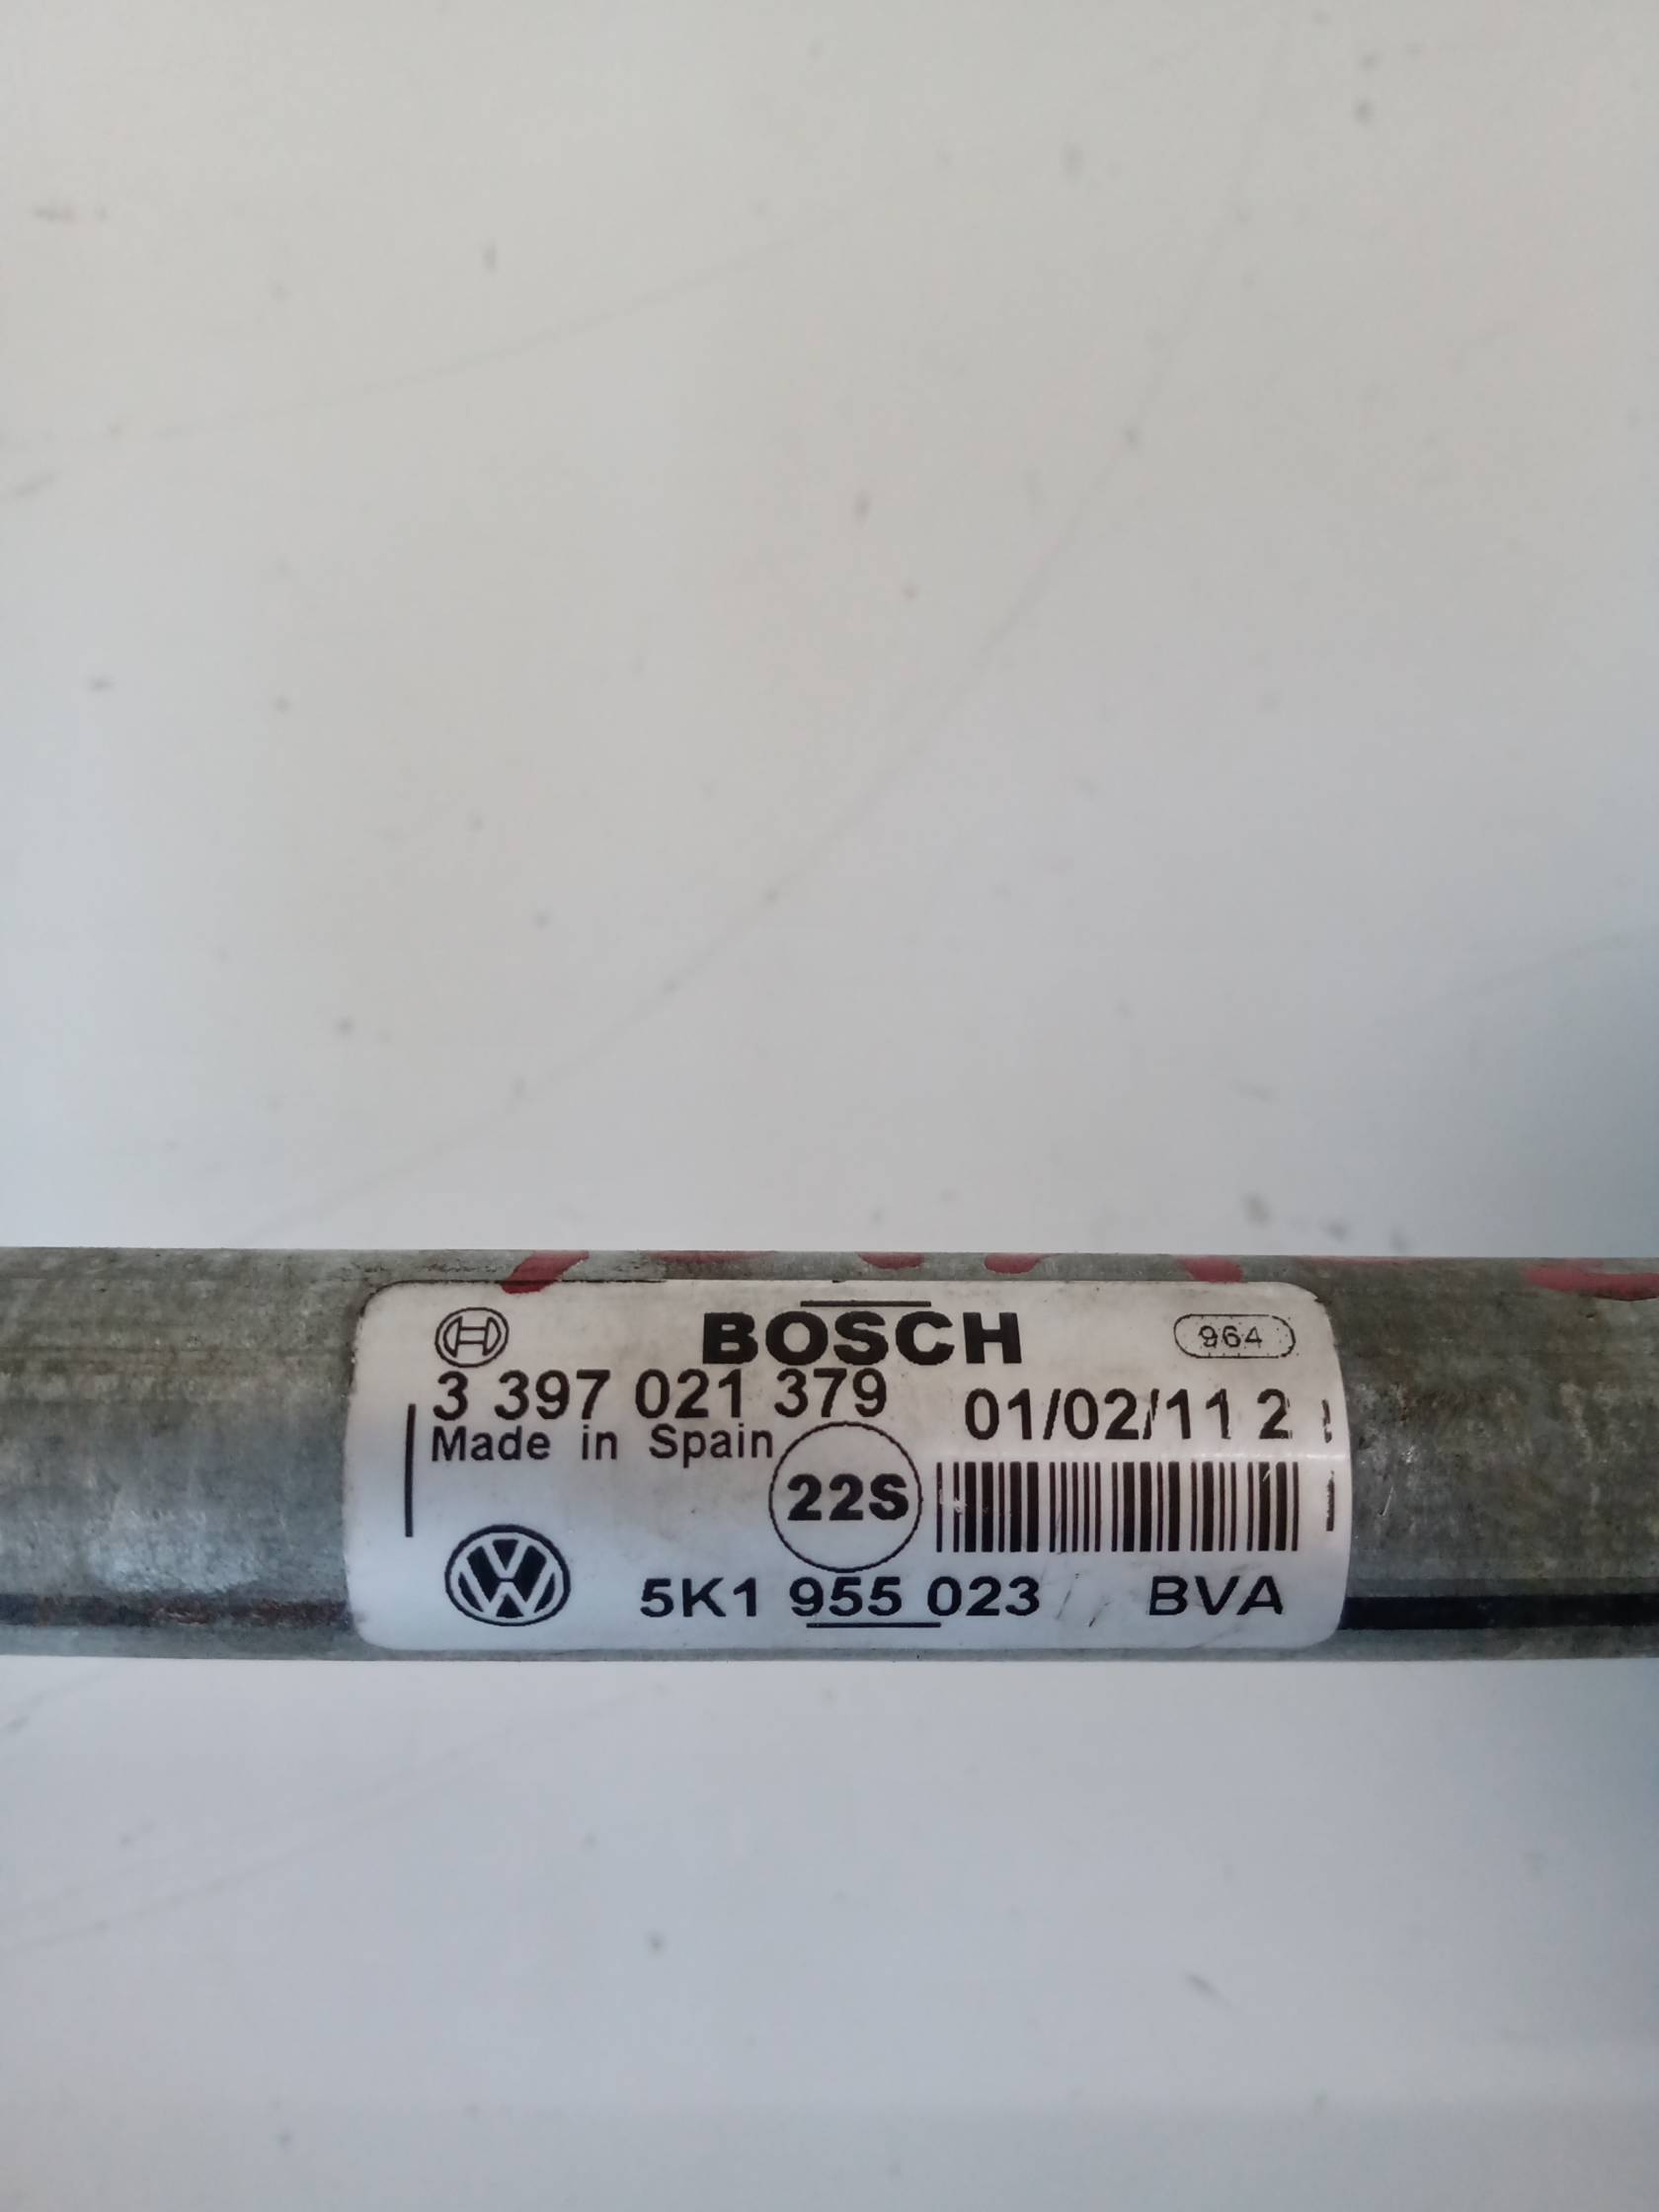 BOSCH 964
3 397 021 379 01/02/11 2
Made in Spain
22S
5K1 955 023 BVA